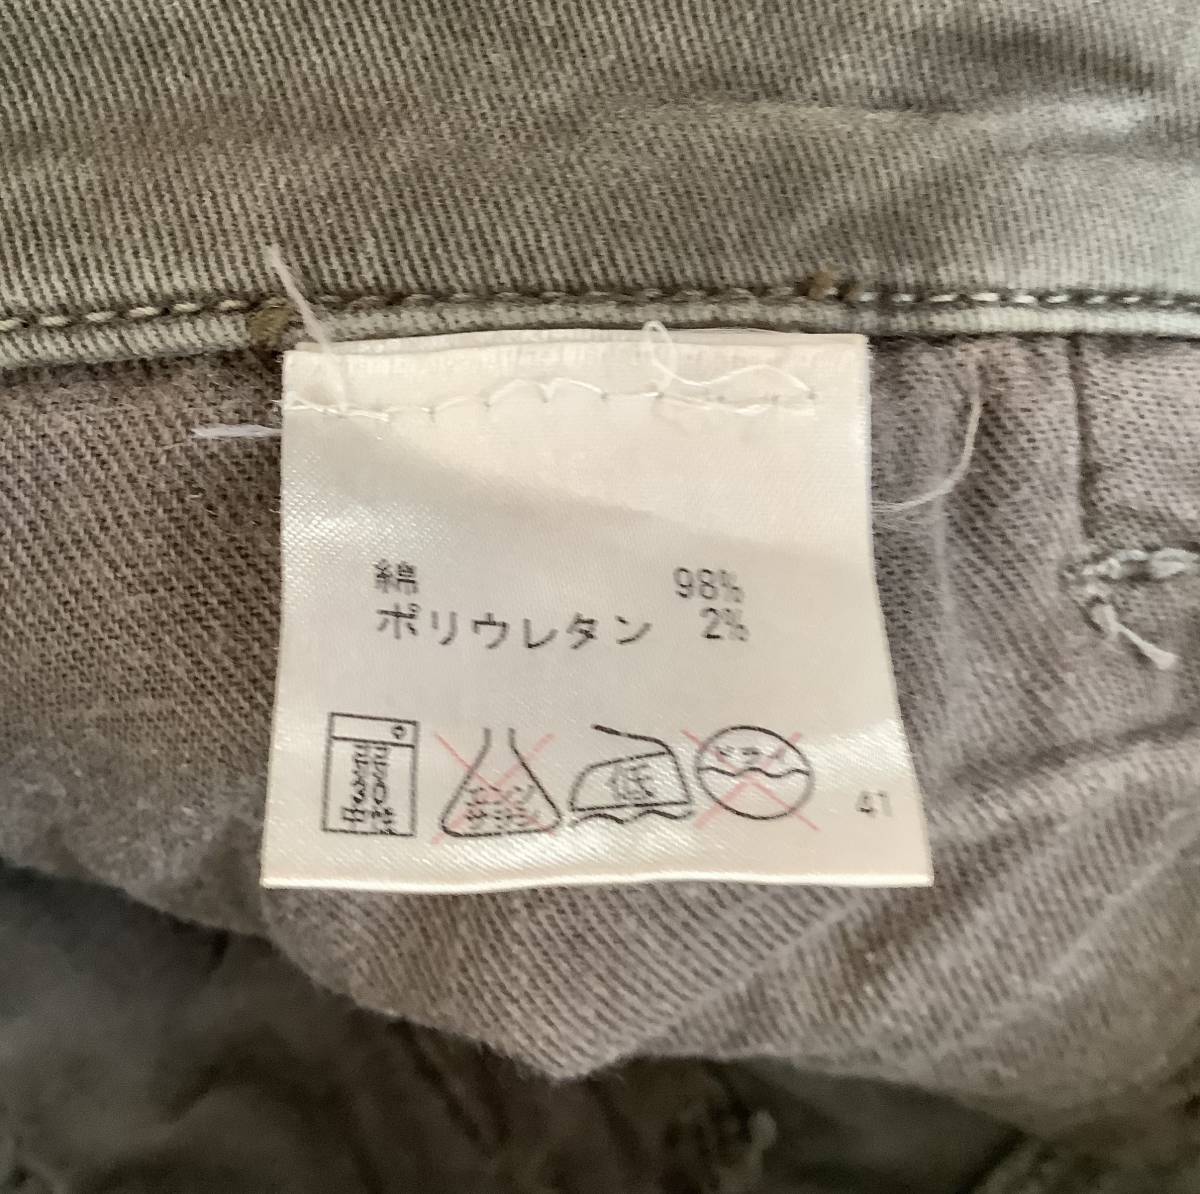 綿 98%
ポリウレタン 2%
低
41